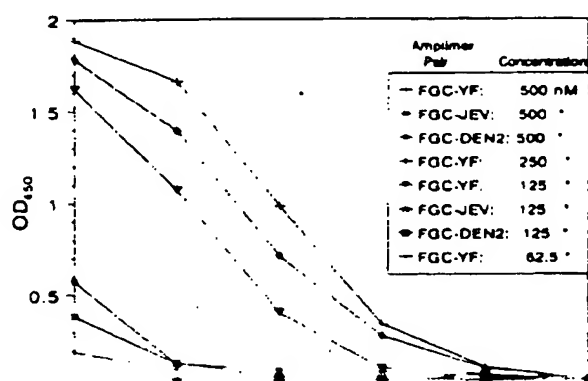 2
1 5
1
0.5
OD450
Amplimer
Pair Concentration
FGC-YF: 500 nM
FGC-JEV: 500 "
FGC-DEN2: 500 "
FGC-YF: 250 "
FGC-YF: 125 "
FGC-JEV: 125 "
FGC-DEN2: 125 "
FGC-YF: 62.5 "